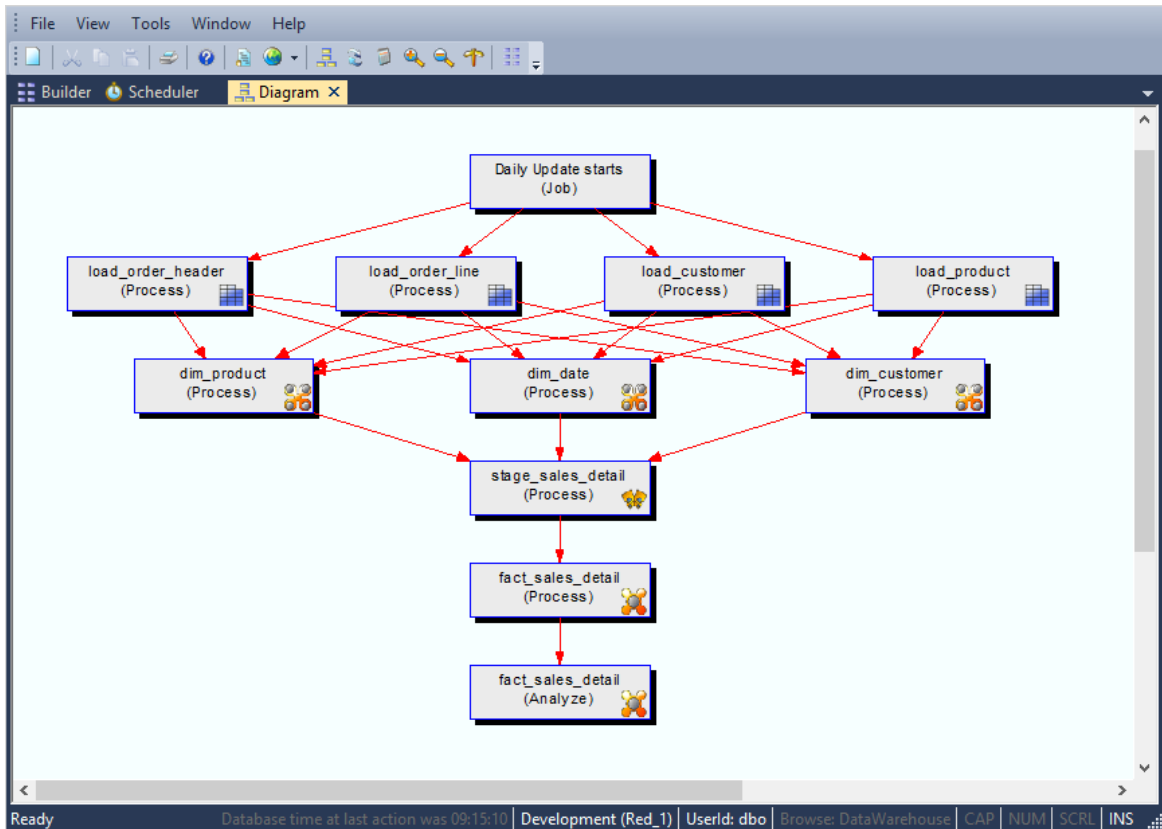 File View Tools Window Help
Builder Scheduler Diagram
Daily Update starts
(Job)
load_order_header
(Process)
load_order_line
(Process)
load_customer
(Process)
load_product
(Process)
dim_product
(Process)
dim_date
(Process)
dim_customer
(Process)
stage_sales_detail
(Process)
fact_sales_detail
(Process)
fact_sales_detail
(Analyze)
Ready Database time at last action was 09:15:10 Development (Red_1) UserId: dbo Browse: DataWarehouse CAP NUM SCRL INS